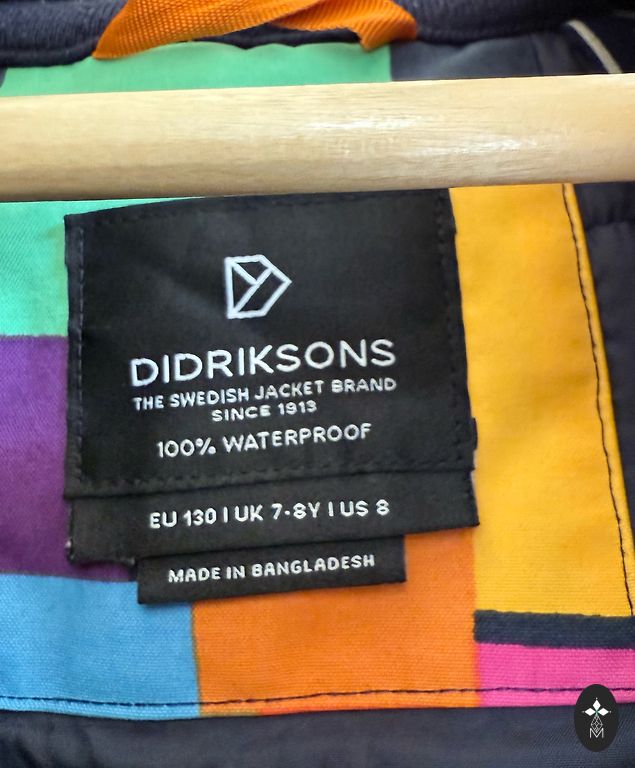 DIDRIKSONS
THE SWEDISH JACKET BRAND
SINCE 1913
100% WATERPROOF
EU 130 | UK 7-8Y | US 8
MADE IN BANGLADESH
M